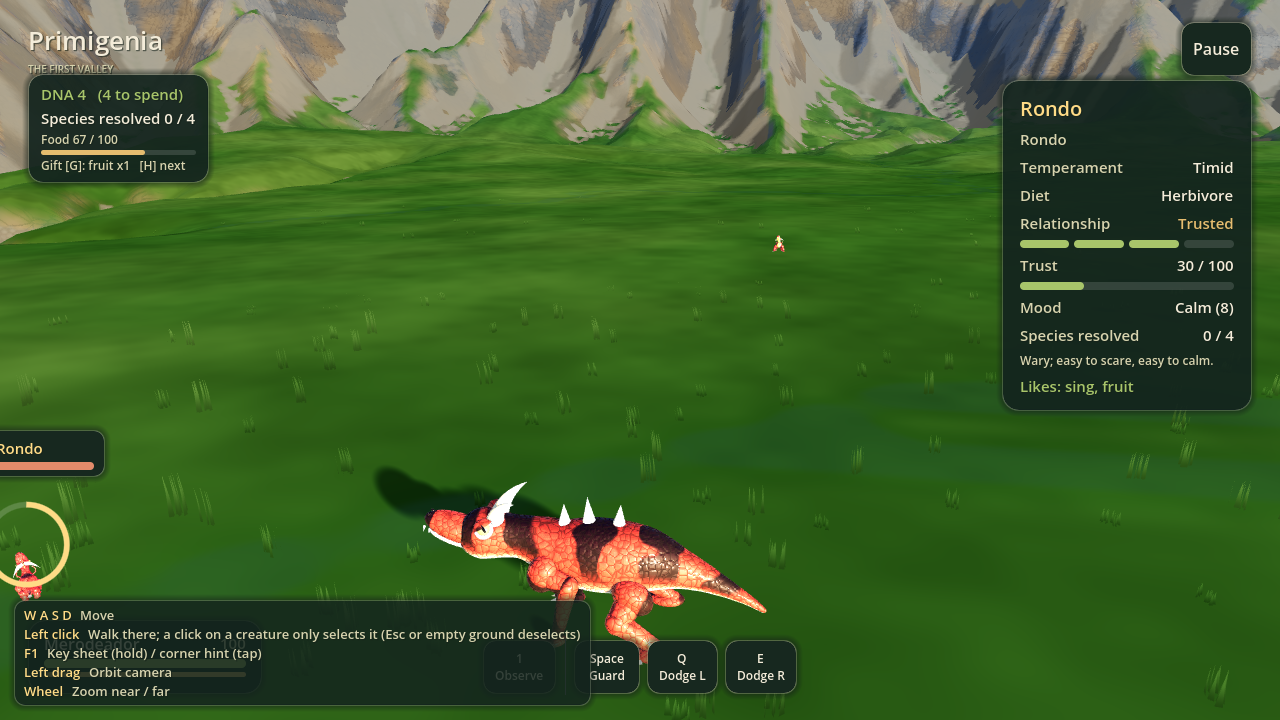 Primigenia
THE FIRST VALLEY
DNA 4 (4 to spend)
Species resolved 0 / 4
Food 67 / 100
Gift [G]: fruit x1 [H] next
Pause
Rondo
Rondo
Temperament Timid
Diet Herbivore
Relationship Trusted
Trust 30 / 100
Mood Calm (8)
Species resolved 0 / 4
Wary; easy to scare, easy to calm.
Likes: sing, fruit
Rondo
W A S D Move
Left click Walk there; a click on a creature only selects it (Esc or empty ground deselects)
F1 Key sheet (hold) / corner hint (tap)
Left drag Orbit camera
Wheel Zoom near / far
Merodeador 100
1
Observe
Space
Guard
Q
Dodge L
E
Dodge R